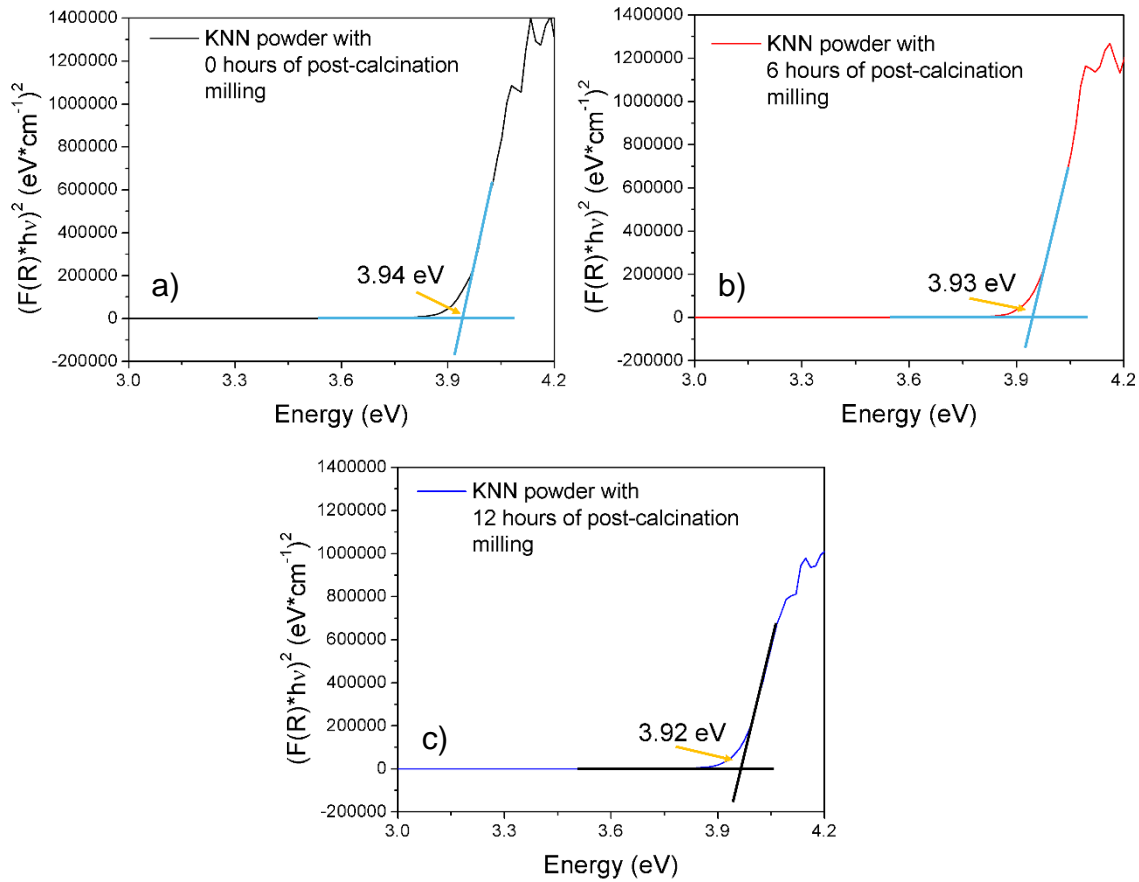 1400000
1200000
1000000
800000
600000
400000
200000
0
-200000
(F(R)*hν)² (eV*cm⁻¹)²
KNN powder with
0 hours of post-calcination
milling
a)
3.94 eV
3.0 3.3 3.6 3.9 4.2
Energy (eV)
1400000
1200000
1000000
800000
600000
400000
200000
0
-200000
(F(R)*hν)² (eV*cm⁻¹)²
KNN powder with
6 hours of post-calcination
milling
b)
3.93 eV
3.0 3.3 3.6 3.9 4.2
Energy (eV)
1400000
1200000
1000000
800000
600000
400000
200000
0
-200000
(F(R)*hν)² (eV*cm⁻¹)²
KNN powder with
12 hours of post-calcination
milling
c)
3.92 eV
3.0 3.3 3.6 3.9 4.2
Energy (eV)